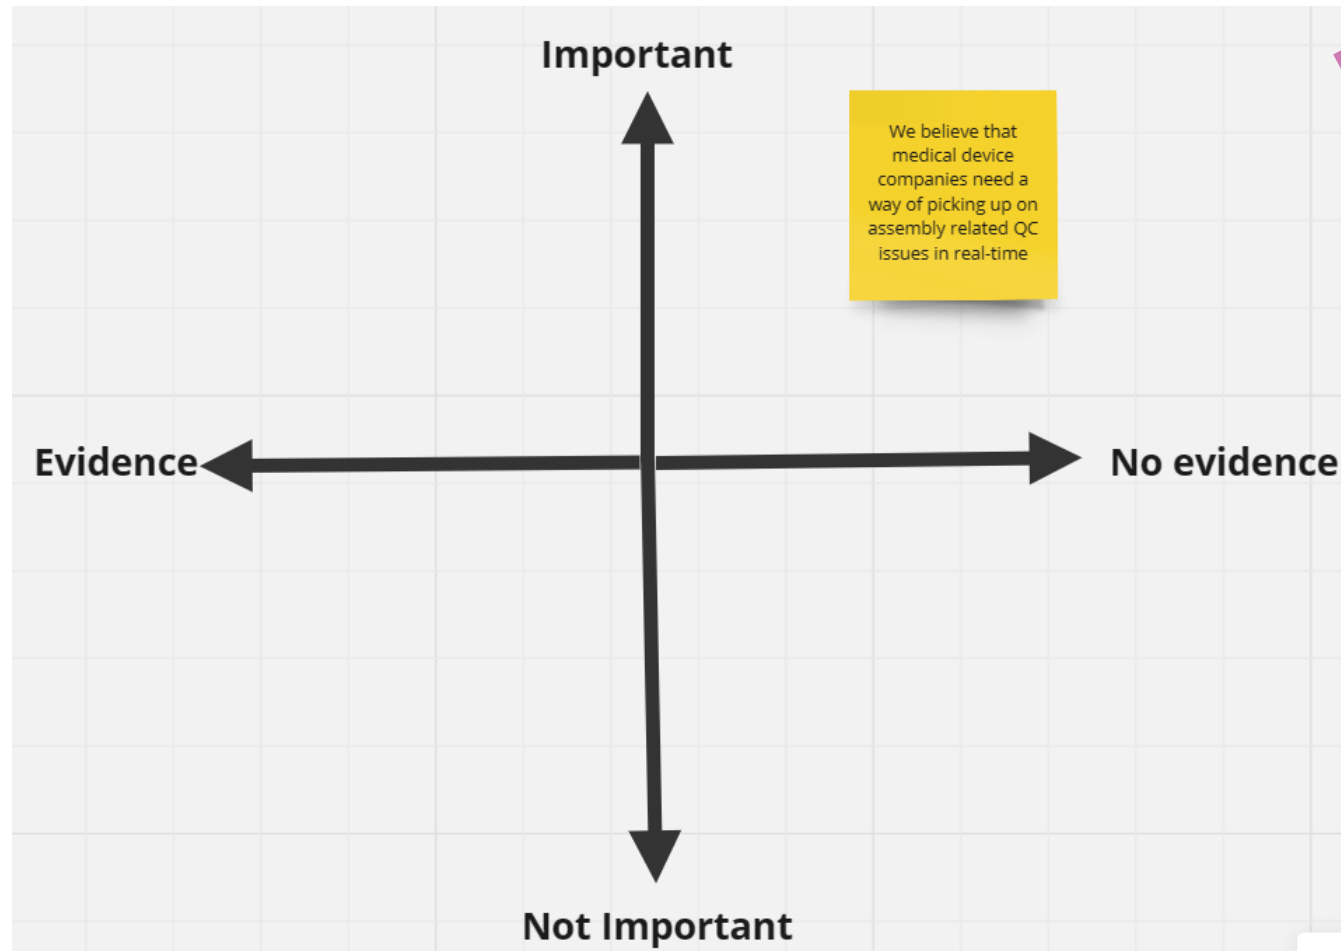 Important
We believe that
medical device
companies need a
way of picking up on
assembly related QC
issues in real-time
Evidence
No evidence
Not Important